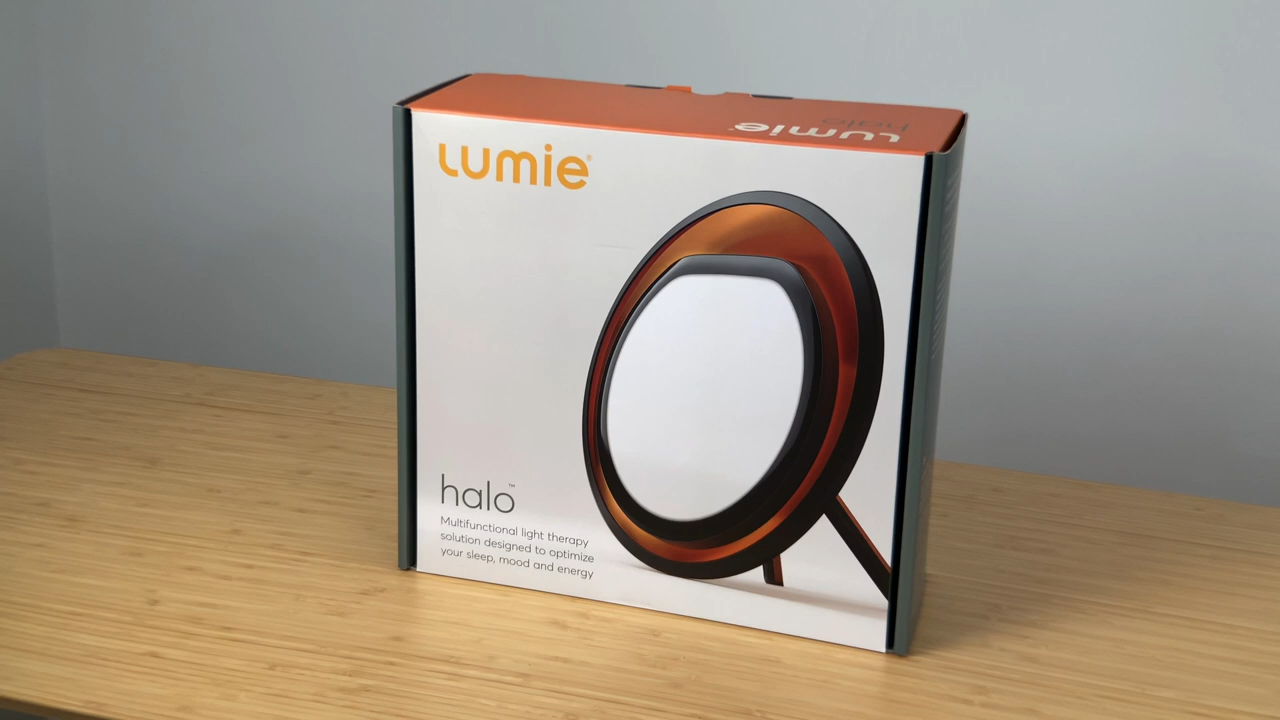 halo
Lumie®
Lumie®
halo™
Multifunctional light therapy
solution designed to optimize
your sleep, mood and energy